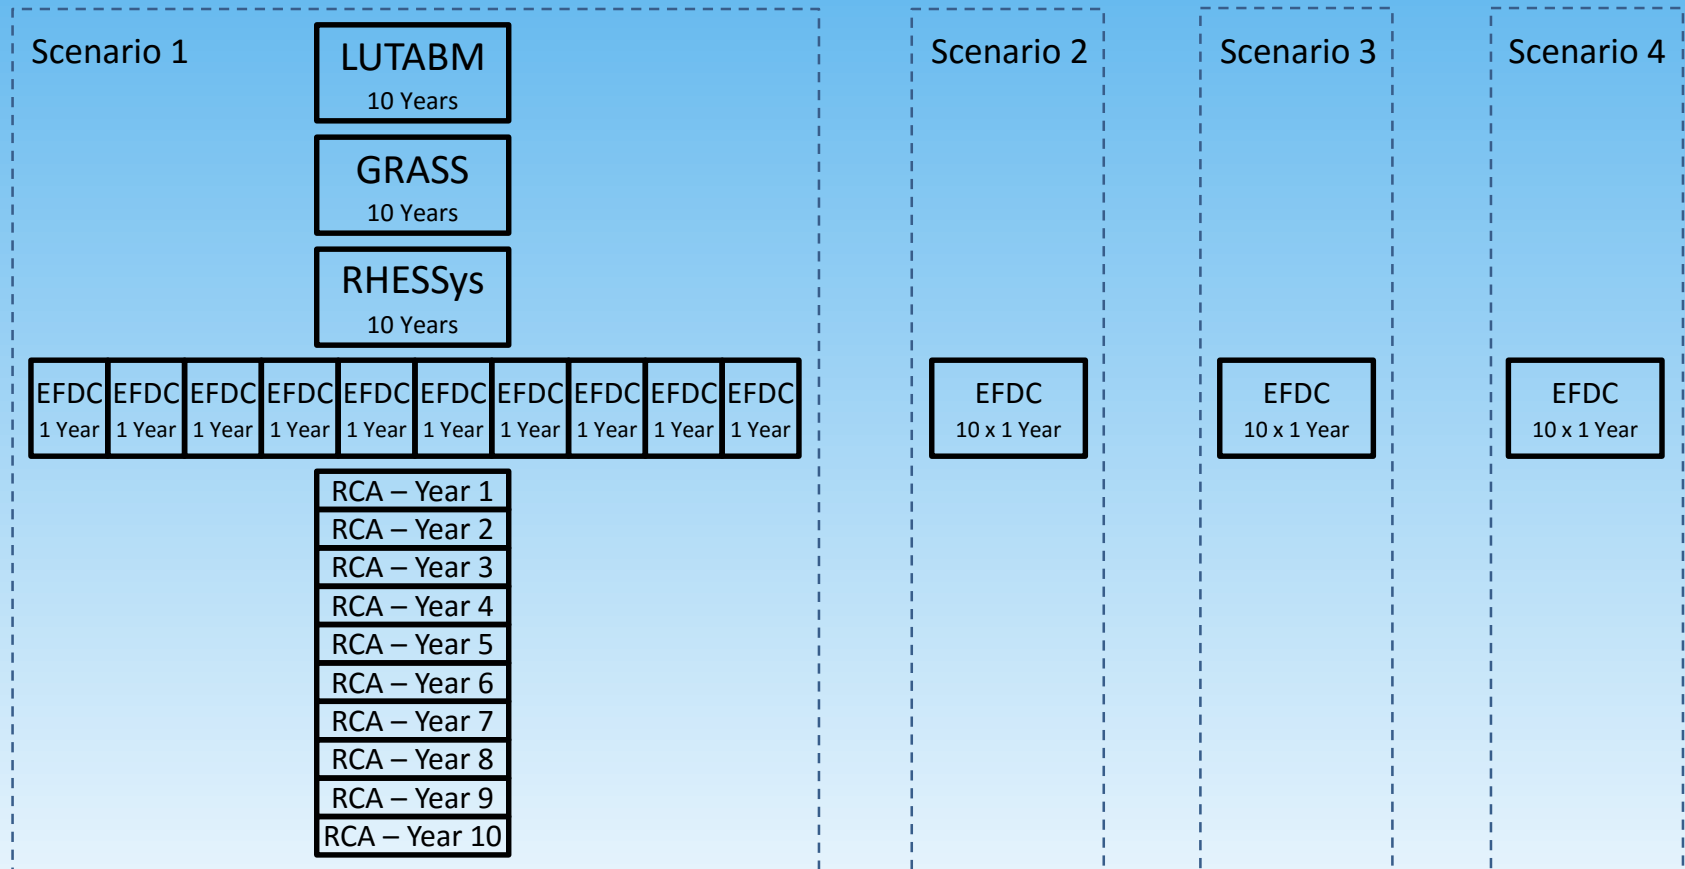 Scenario 1
LUTABM
10 Years
GRASS
10 Years
RHESSys
10 Years
EFDC EFDC EFDC EFDC EFDC EFDC EFDC EFDC EFDC EFDC
1 Year 1 Year 1 Year 1 Year 1 Year 1 Year 1 Year 1 Year 1 Year 1 Year
RCA – Year 1
RCA – Year 2
RCA – Year 3
RCA – Year 4
RCA – Year 5
RCA – Year 6
RCA – Year 7
RCA – Year 8
RCA – Year 9
RCA – Year 10
Scenario 2
EFDC
10 x 1 Year
Scenario 3
EFDC
10 x 1 Year
Scenario 4
EFDC
10 x 1 Year